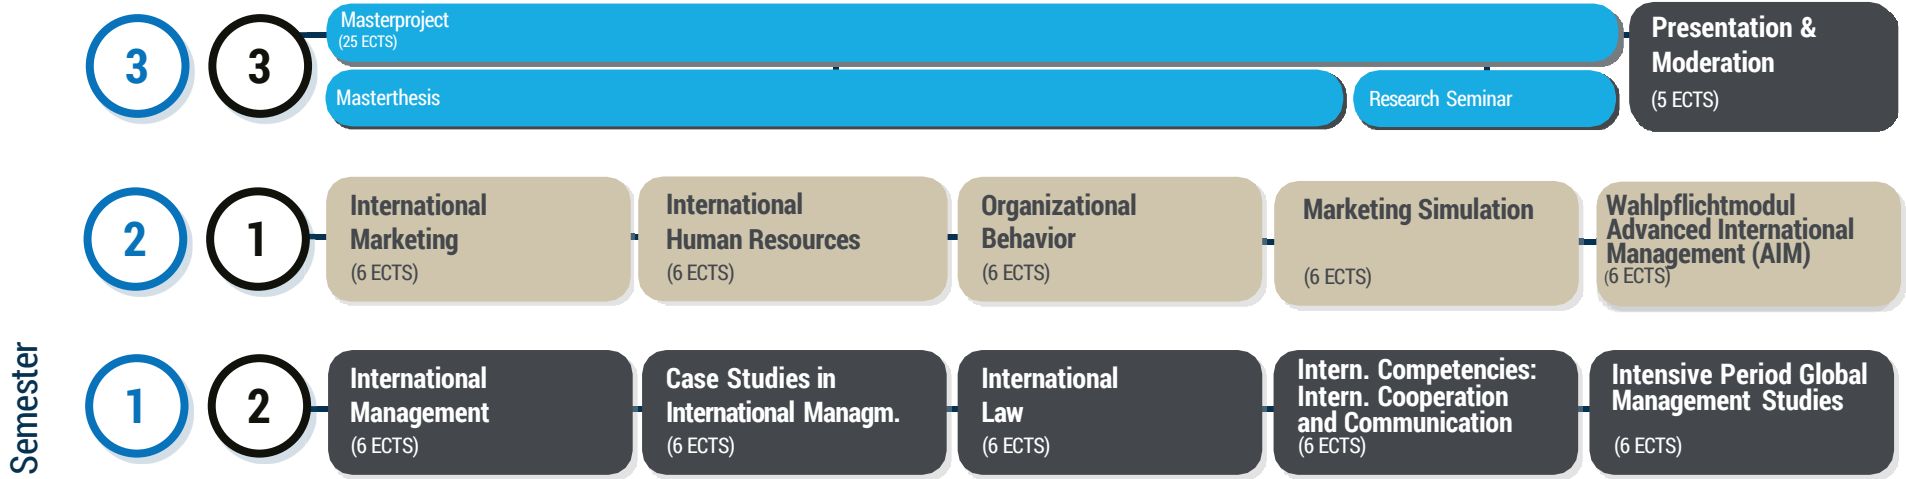 3
3
Masterproject
(25 ECTS)
Masterthesis
Research Seminar
Presentation &
Moderation
(5 ECTS)
2
1
International
Marketing
(6 ECTS)
International
Human Resources
(6 ECTS)
Organizational
Behavior
(6 ECTS)
Marketing Simulation
(6 ECTS)
Wahlpflichtmodul
Advanced International
Management (AIM)
(6 ECTS)
Semester
1
2
International
Management
(6 ECTS)
Case Studies in
International Managm.
(6 ECTS)
International
Law
(6 ECTS)
Intern. Competencies:
Intern. Cooperation
and Communication
(6 ECTS)
Intensive Period Global
Management Studies
(6 ECTS)